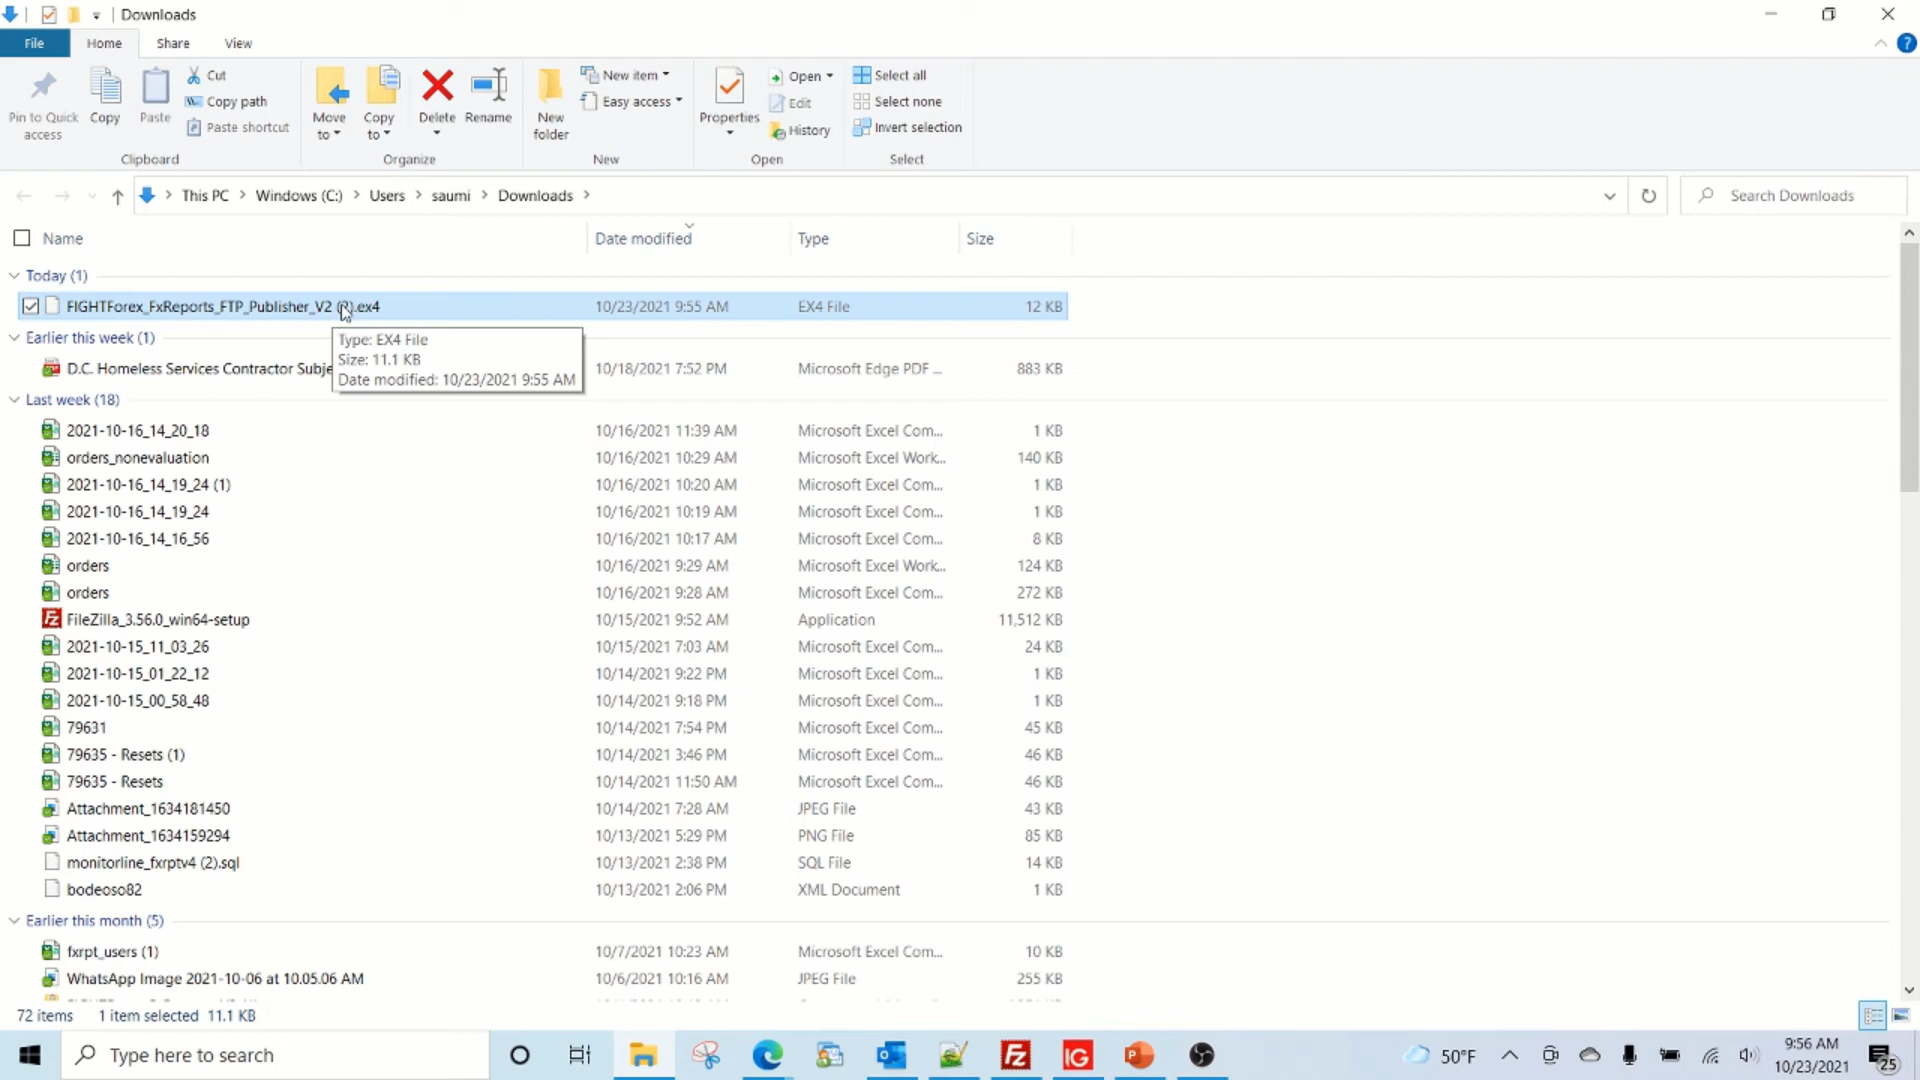 Downloads
File Home Share View
Pin to Quick access
Copy
Paste
Cut
Copy path
Paste shortcut
Clipboard
Move to
Copy to
Delete
Rename
Organize
New folder
New item
Easy access
New
Properties
Open
Edit
History
Open
Select all
Select none
Invert selection
Select
This PC Windows (C:) Users saumi Downloads
Search Downloads
Name Date modified Type Size
Today (1)
FIGHTForex_FxReports_FTP_Publisher_V2 .ex4 10/23/2021 9:55 AM EX4 File 12 KB
Earlier this week (1)
Type: EX4 File
Size: 11.1 KB
Date modified: 10/23/2021 9:55 AM
D.C. Homeless Services Contractor Subje 10/18/2021 7:52 PM Microsoft Edge PDF ... 883 KB
Last week (18)
2021-10-16_14_20_18 10/16/2021 11:39 AM Microsoft Excel Com... 1 KB
orders_nonevaluation 10/16/2021 10:29 AM Microsoft Excel Work... 140 KB
2021-10-16_14_19_24 (1) 10/16/2021 10:20 AM Microsoft Excel Com... 1 KB
2021-10-16_14_19_24 10/16/2021 10:19 AM Microsoft Excel Com... 1 KB
2021-10-16_14_16_56 10/16/2021 10:17 AM Microsoft Excel Com... 8 KB
orders 10/16/2021 9:29 AM Microsoft Excel Work... 124 KB
orders 10/16/2021 9:28 AM Microsoft Excel Com... 272 KB
Fz FileZilla_3.56.0_win64-setup 10/15/2021 9:52 AM Application 11,512 KB
2021-10-15_11_03_26 10/15/2021 7:03 AM Microsoft Excel Com... 24 KB
2021-10-15_01_22_12 10/14/2021 9:22 PM Microsoft Excel Com... 1 KB
2021-10-15_00_58_48 10/14/2021 9:18 PM Microsoft Excel Com... 1 KB
79631 10/14/2021 7:54 PM Microsoft Excel Com... 45 KB
79635 - Resets (1) 10/14/2021 3:46 PM Microsoft Excel Com... 46 KB
79635 - Resets 10/14/2021 11:50 AM Microsoft Excel Com... 46 KB
Attachment_1634181450 10/14/2021 7:28 AM JPEG File 43 KB
Attachment_1634159294 10/13/2021 5:29 PM PNG File 85 KB
monitorline_fxrptv4 (2).sql 10/13/2021 2:38 PM SQL File 14 KB
bodeoso82 10/13/2021 2:06 PM XML Document 1 KB
Earlier this month (5)
fxrpt_users (1) 10/7/2021 10:23 AM Microsoft Excel Com... 10 KB
WhatsApp Image 2021-10-06 at 10.05.06 AM 10/6/2021 10:16 AM JPEG File 255 KB
72 items 1 item selected 11.1 KB
Type here to search
Fz
IG
P
50°F
9:56 AM
10/23/2021
25